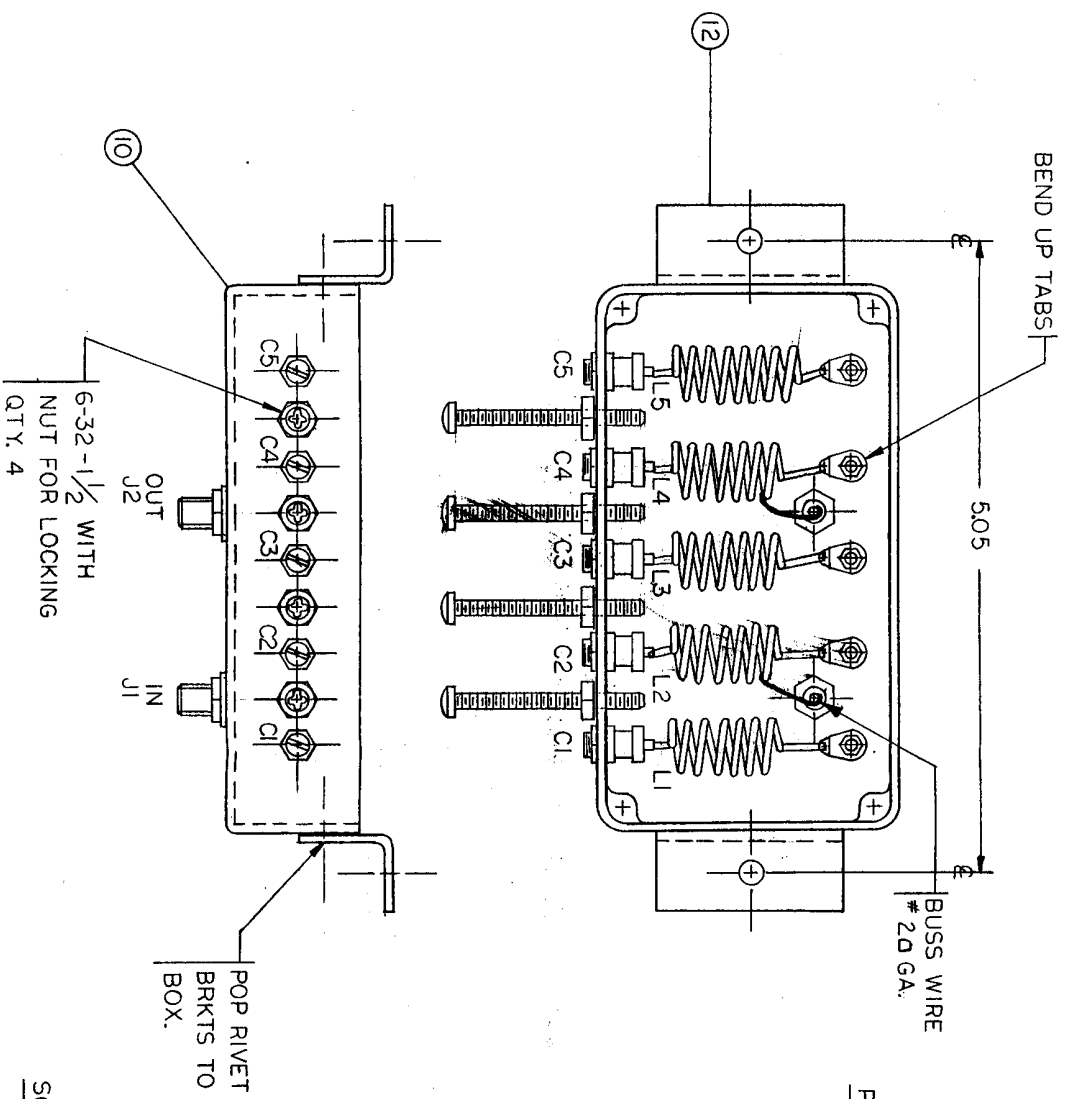 BEND UP TABS
5.05
℄
℄
12
BUSS WIRE
# 20 GA.
L5
L4
L3
L2
L1
C5
C4
C3
C2
C1
10
C5
C4
C3
C2
C1
OUT
J2
IN
J1
6-32-1/2 WITH
NUT FOR LOCKING
QTY. 4
POP RIVET
BRKTS TO
BOX.